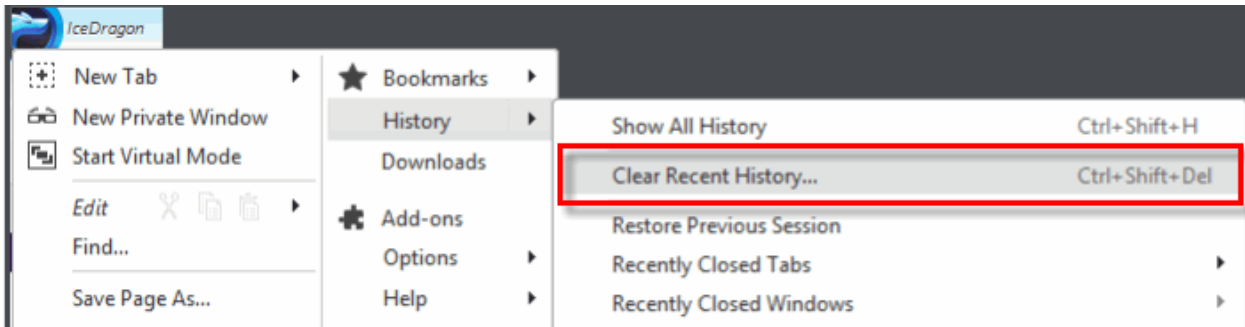 IceDragon
New Tab
New Private Window
Start Virtual Mode
Edit
Find...
Save Page As...
Bookmarks
History
Downloads
Add-ons
Options
Help
Show All History Ctrl+Shift+H
Clear Recent History... Ctrl+Shift+Del
Restore Previous Session
Recently Closed Tabs
Recently Closed Windows